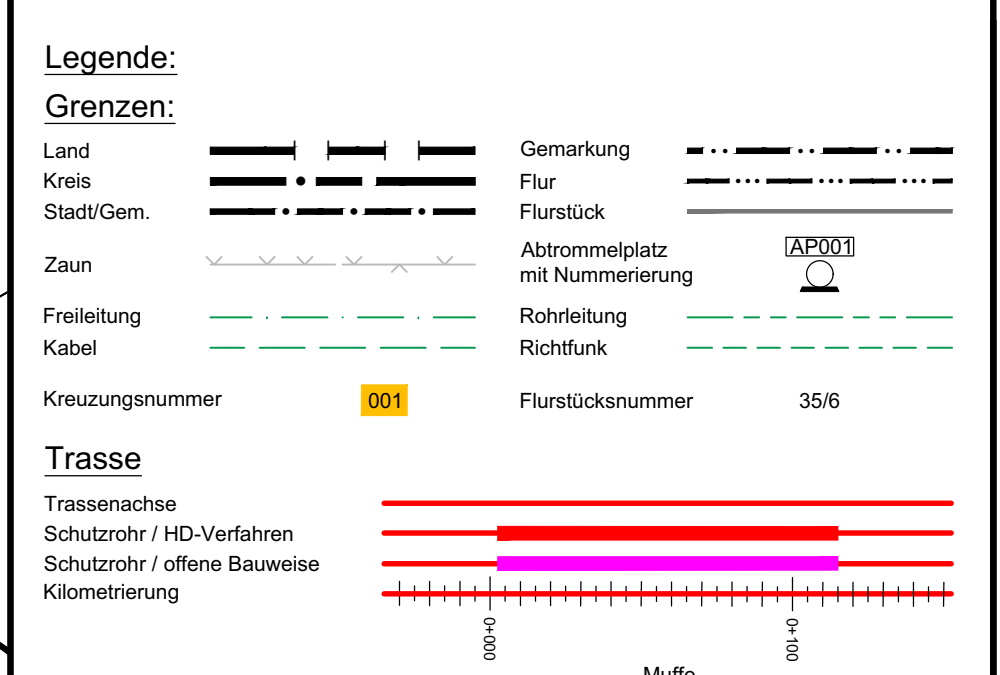 Legende:
Grenzen:
Land
Kreis
Stadt/Gem.
Zaun
Freileitung
Kabel
Kreuzungsnummer 001
Gemarkung
Flur
Flurstück
Abtrommelplatz
mit Nummerierung
AP001
Rohrleitung
Richtfunk
Flurstücksnummer 35/6
Trasse
Trassenachse
Schutzrohr / HD-Verfahren
Schutzrohr / offene Bauweise
Kilometrierung
0+000
0+100
Muffe